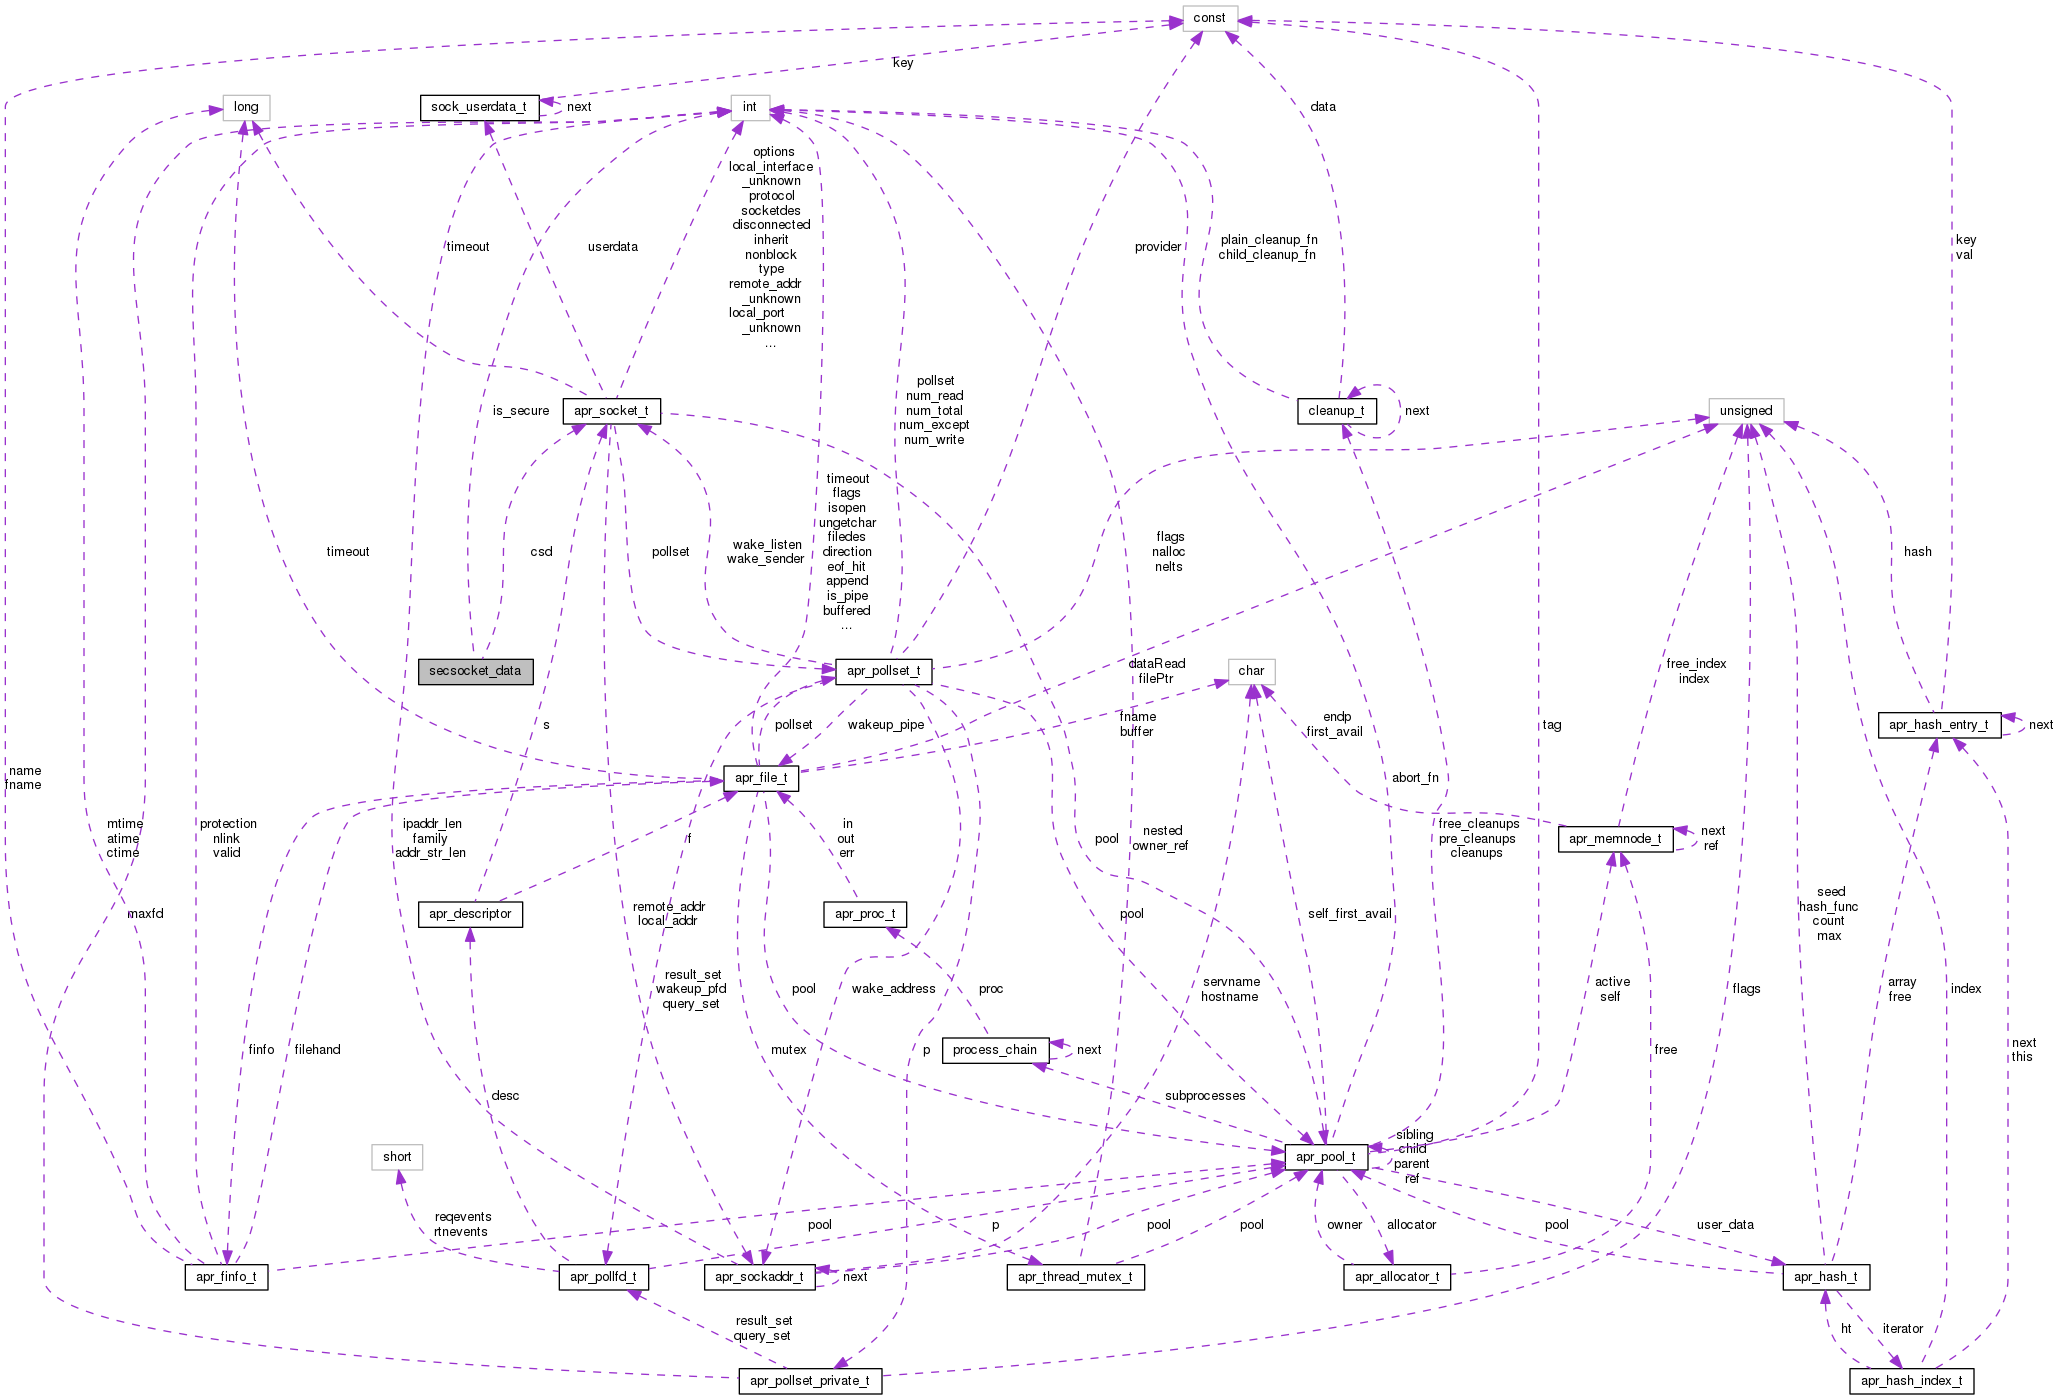 const
key
long
sock_userdata_t
next
int
data
options
local_interface
_unknown
protocol
socketdes
disconnected
inherit
nonblock
type
remote_addr
_unknown
local_port
_unknown
...
timeout
userdata
provider
plain_cleanup_fn
child_cleanup_fn
key
val
pollset
num_read
num_total
num_except
num_write
is_secure
apr_socket_t
cleanup_t
next
unsigned
timeout
flags
isopen
ungetchar
filedes
direction
eof_hit
append
is_pipe
buffered
...
timeout
csd
pollset
wake_listen
wake_sender
flags
nalloc
nelts
hash
secsocket_data
apr_pollset_t
dataRead
filePtr
char
free_index
index
s
pollset
wakeup_pipe
fname
buffer
endp
first_avail
tag
apr_hash_entry_t
next
name
fname
apr_file_t
abort_fn
mtime
atime
ctime
protection
nlink
valid
ipaddr_len
family
addr_str_len
f
in
out
err
pool
nested
owner_ref
free_cleanups
pre_cleanups
cleanups
apr_memnode_t
next
ref
maxfd
apr_descriptor
remote_addr
local_addr
apr_proc_t
pool
self_first_avail
seed
hash_func
count
max
result_set
wakeup_pfd
query_set
pool
wake_address
proc
servname
hostname
active
self
flags
array
free
index
finfo
filehand
mutex
p
process_chain
next
free
next
this
desc
subprocesses
short
apr_pool_t
sibling
child
parent
ref
reqevents
rtnevents
pool
p
pool
pool
owner
allocator
pool
user_data
apr_finfo_t
apr_pollfd_t
apr_sockaddr_t
next
apr_thread_mutex_t
apr_allocator_t
apr_hash_t
result_set
query_set
ht
iterator
apr_pollset_private_t
apr_hash_index_t